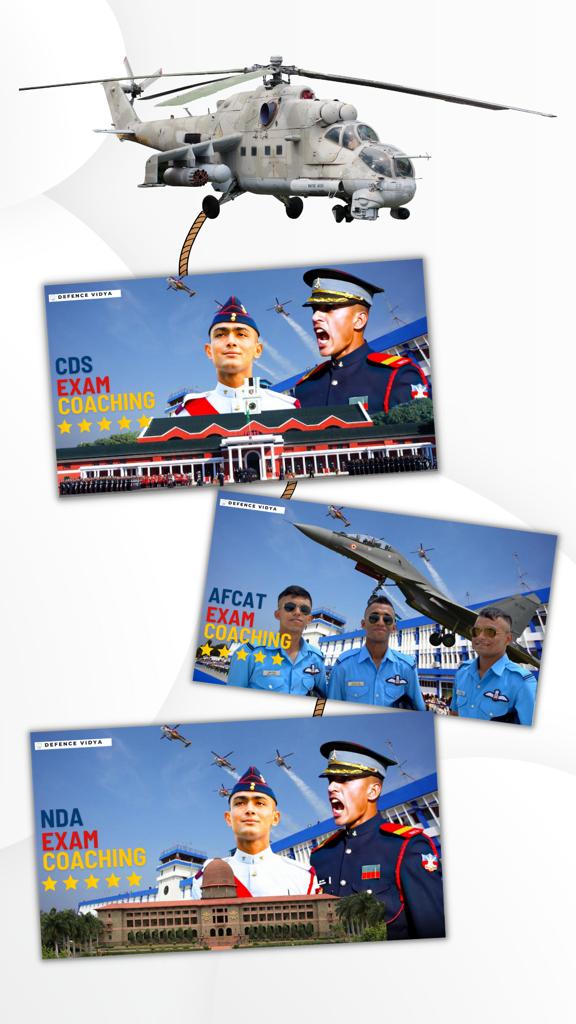 DEFENCE VIDYA
CDS
EXAM
COACHING
DEFENCE VIDYA
AFCAT
EXAM
COACHING
DEFENCE VIDYA
NDA
EXAM
COACHING